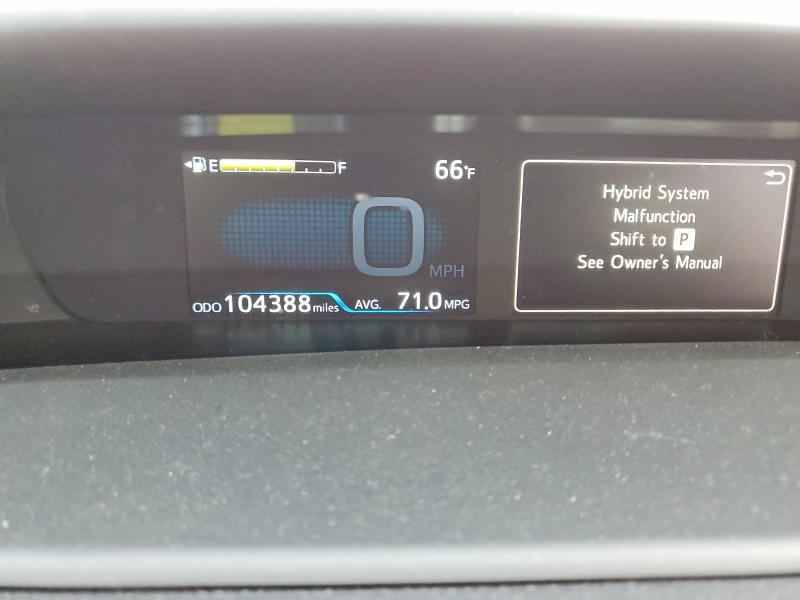 E F 66°F
0 MPH
ODO 104388 miles AVG. 71.0 MPG
Hybrid System
Malfunction
Shift to P
See Owner's Manual